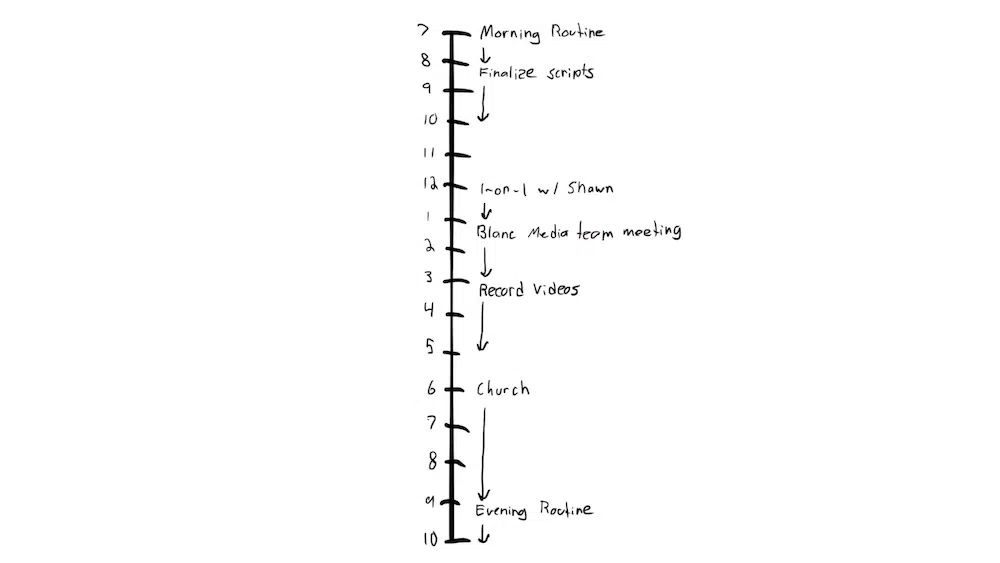 7 Morning Routine
8
Finalize scripts
9
10
11
12 1-on-1 w/ Shawn
1
Blanc Media team meeting
2
3
Record Videos
4
5
6 Church
7
8
9
Evening Routine
10